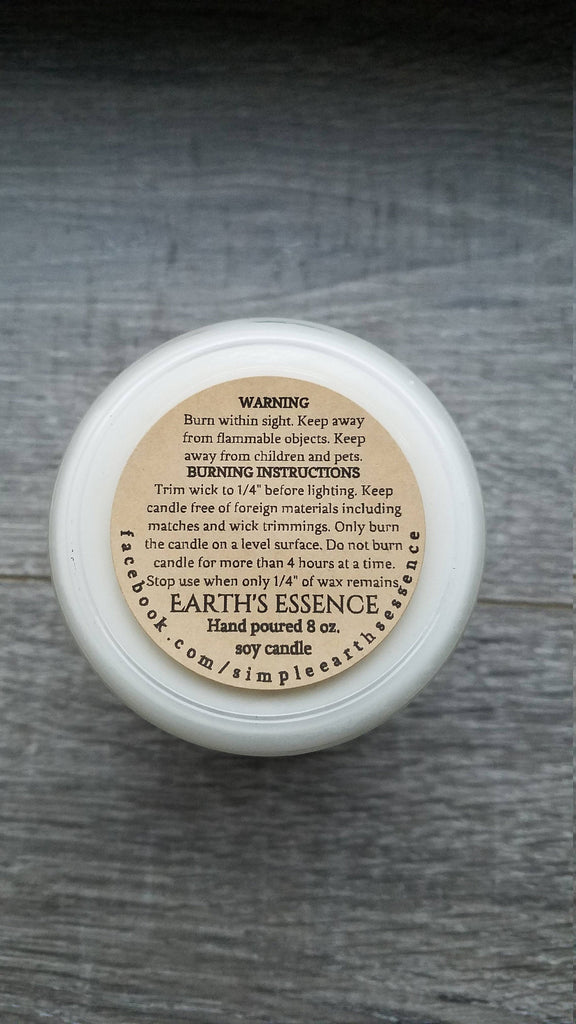 WARNING
Burn within sight. Keep away
from flammable objects. Keep
away from children and pets.
BURNING INSTRUCTIONS
Trim wick to 1/4" before lighting. Keep
candle free of foreign materials including
matches and wick trimmings. Only burn
the candle on a level surface. Do not burn
candle for more than 4 hours at a time.
Stop use when only 1/4" of wax remains.
EARTH'S ESSENCE
Hand poured 8 oz.
soy candle
facebook.com/simpleearthsessence